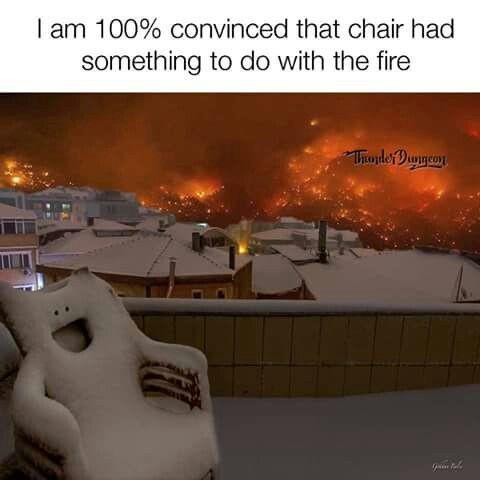 I am 100% convinced that chair had
something to do with the fire
ThunderDungeon